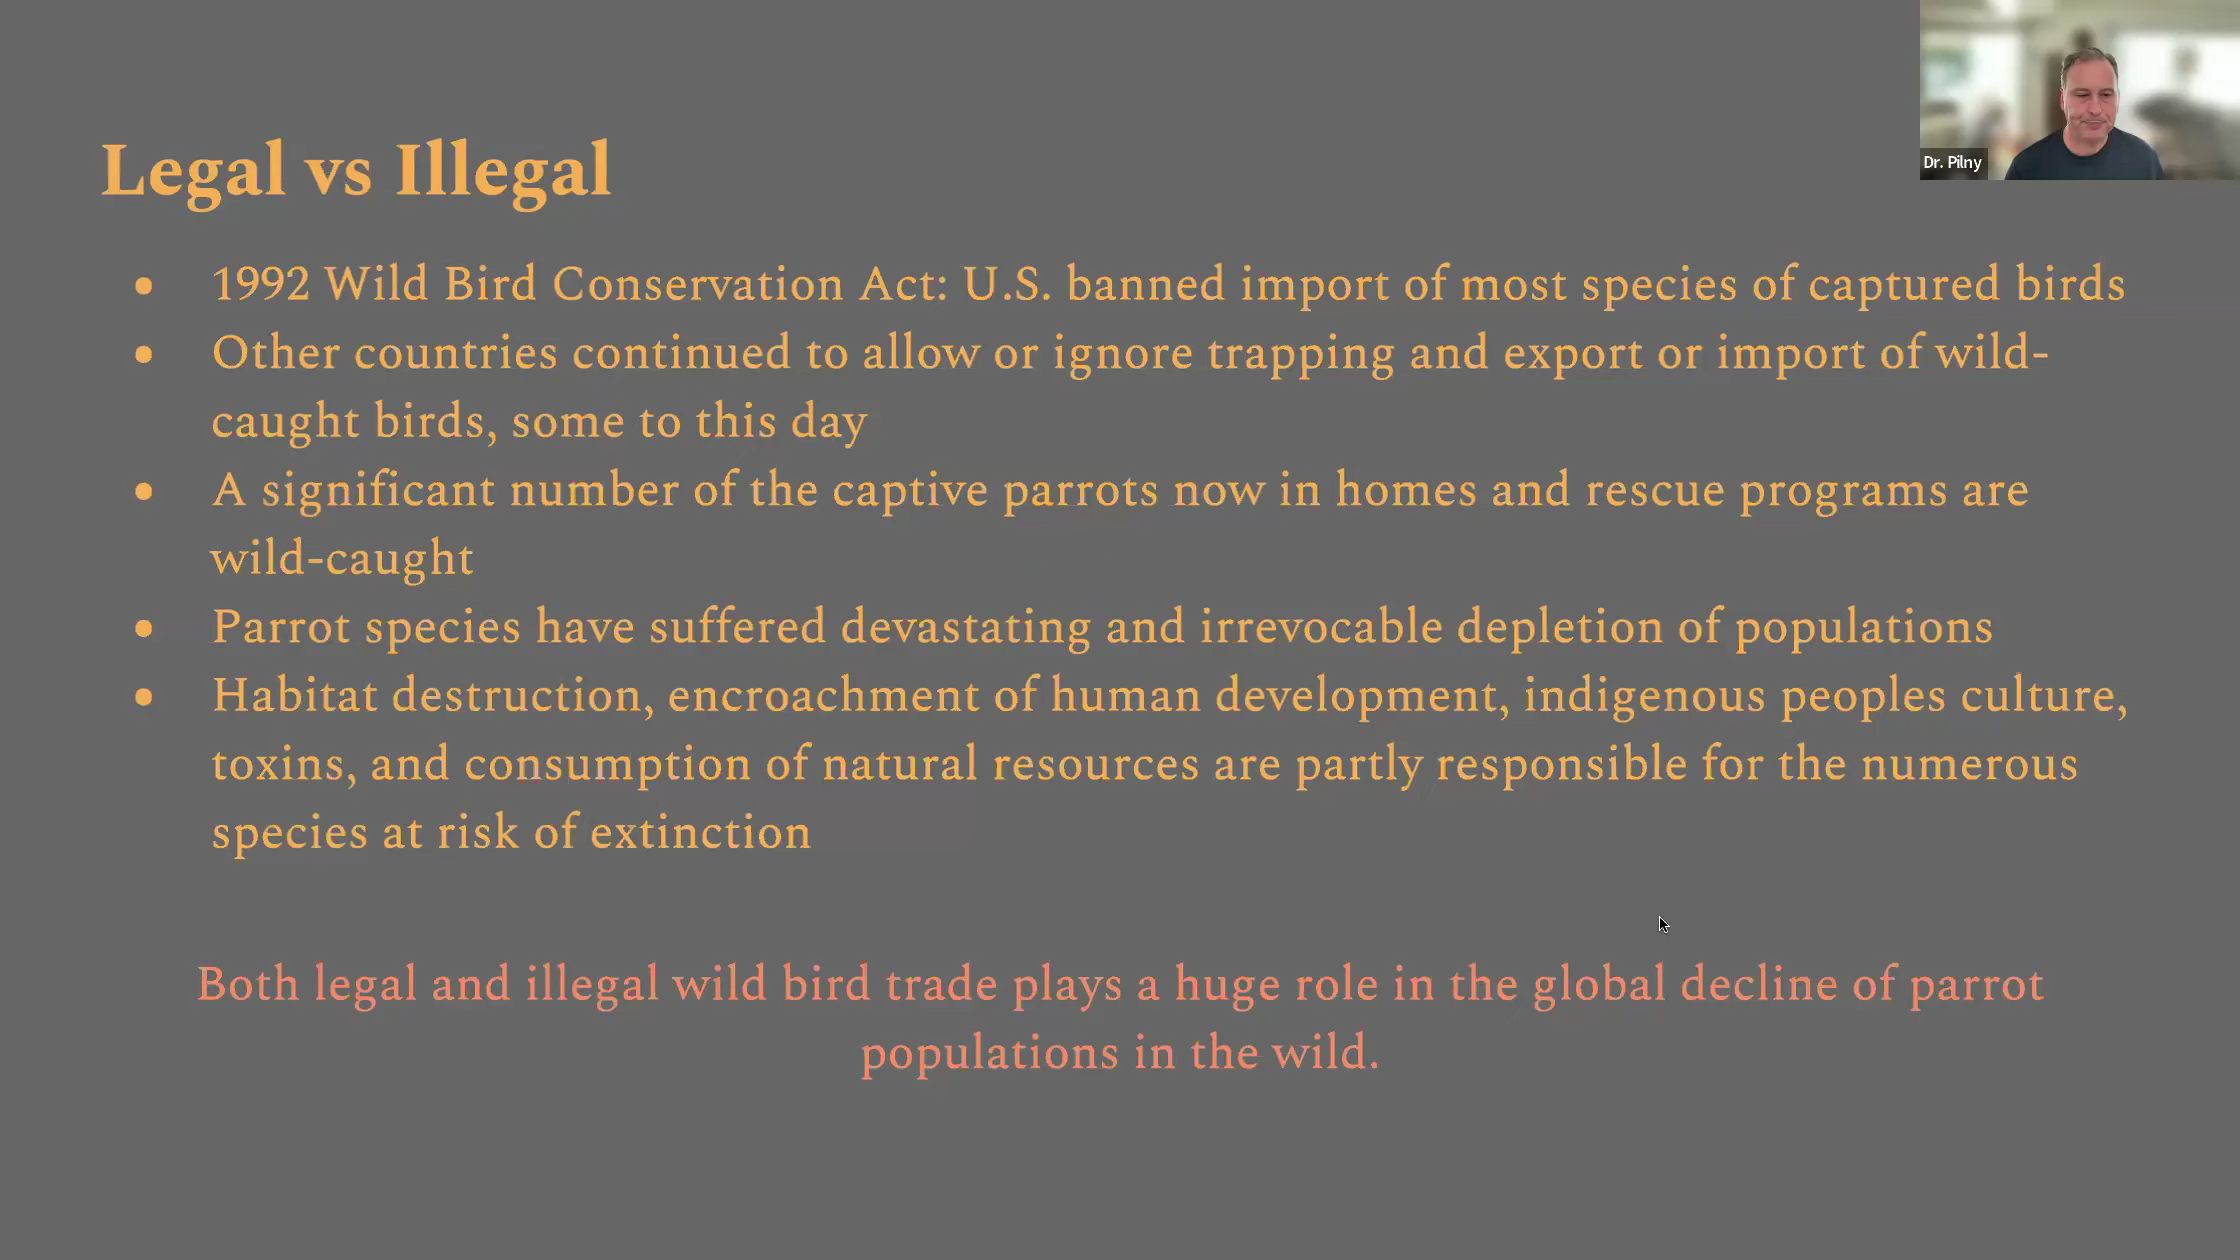 Legal vs Illegal
Dr. Pilny
• 1992 Wild Bird Conservation Act: U.S. banned import of most species of captured birds
• Other countries continued to allow or ignore trapping and export or import of wild-
caught birds, some to this day
• A significant number of the captive parrots now in homes and rescue programs are
wild-caught
• Parrot species have suffered devastating and irrevocable depletion of populations
• Habitat destruction, encroachment of human development, indigenous peoples culture,
toxins, and consumption of natural resources are partly responsible for the numerous
species at risk of extinction
Both legal and illegal wild bird trade plays a huge role in the global decline of parrot
populations in the wild.